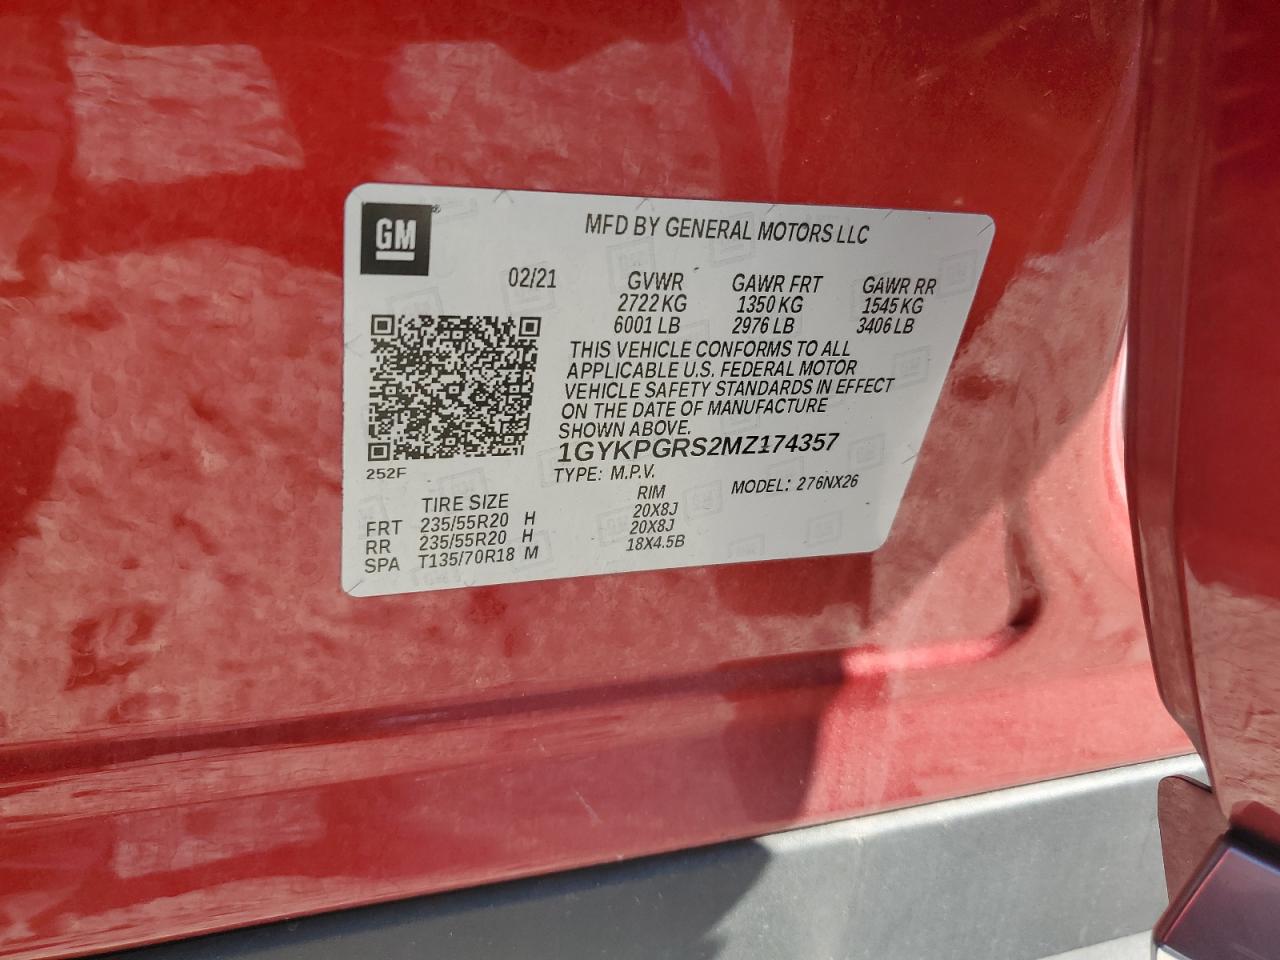 GM®
MFD BY GENERAL MOTORS LLC
02/21 GVWR GAWR FRT GAWR RR
2722 KG 1350 KG 1545 KG
6001 LB 2976 LB 3406 LB
THIS VEHICLE CONFORMS TO ALL
APPLICABLE U.S. FEDERAL MOTOR
VEHICLE SAFETY STANDARDS IN EFFECT
ON THE DATE OF MANUFACTURE
SHOWN ABOVE.
1GYKPGRS2MZ174357
252F
TYPE: M.P.V. MODEL: 276NX26
TIRE SIZE RIM
FRT 235/55R20 H 20X8J
RR 235/55R20 H 20X8J
SPA T135/70R18 M 18X4.5B